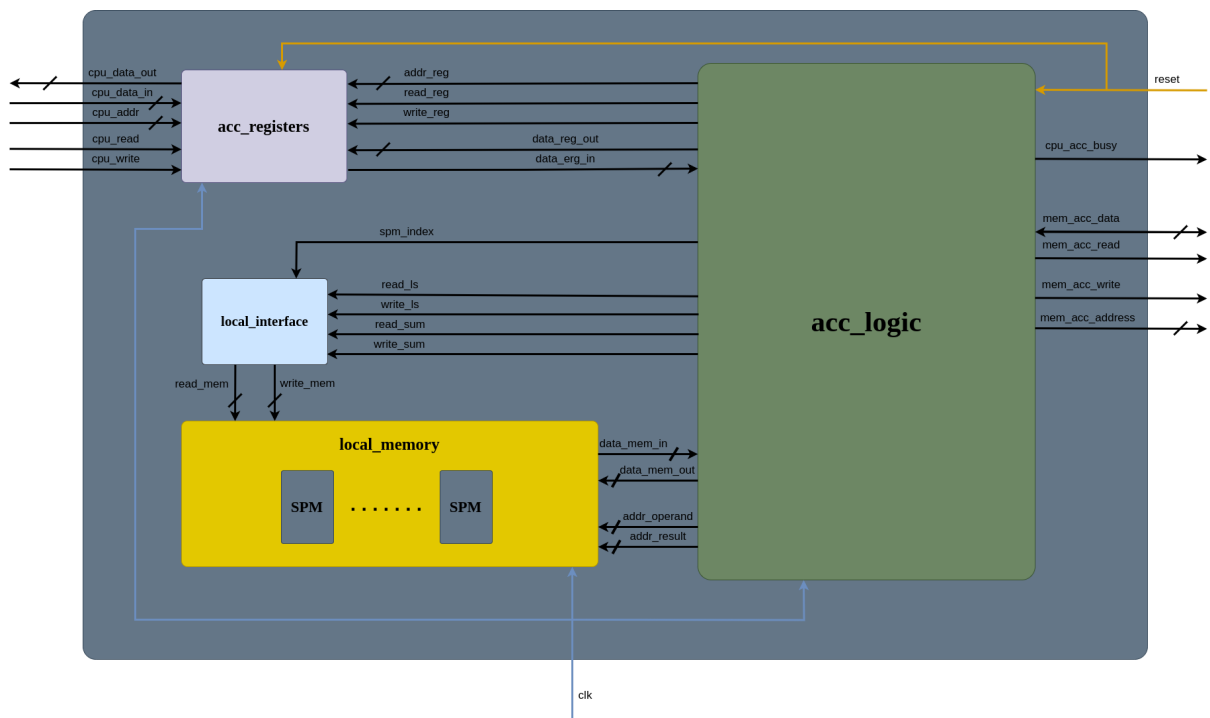 cpu_data_out
cpu_data_in
cpu_addr
cpu_read
cpu_write
acc_registers
addr_reg
read_reg
write_reg
data_reg_out
data_erg_in
reset
cpu_acc_busy
mem_acc_data
mem_acc_read
mem_acc_write
mem_acc_address
acc_logic
spm_index
read_ls
write_ls
read_sum
write_sum
local_interface
read_mem
write_mem
local_memory
SPM
. . . . . . .
SPM
data_mem_in
data_mem_out
addr_operand
addr_result
clk